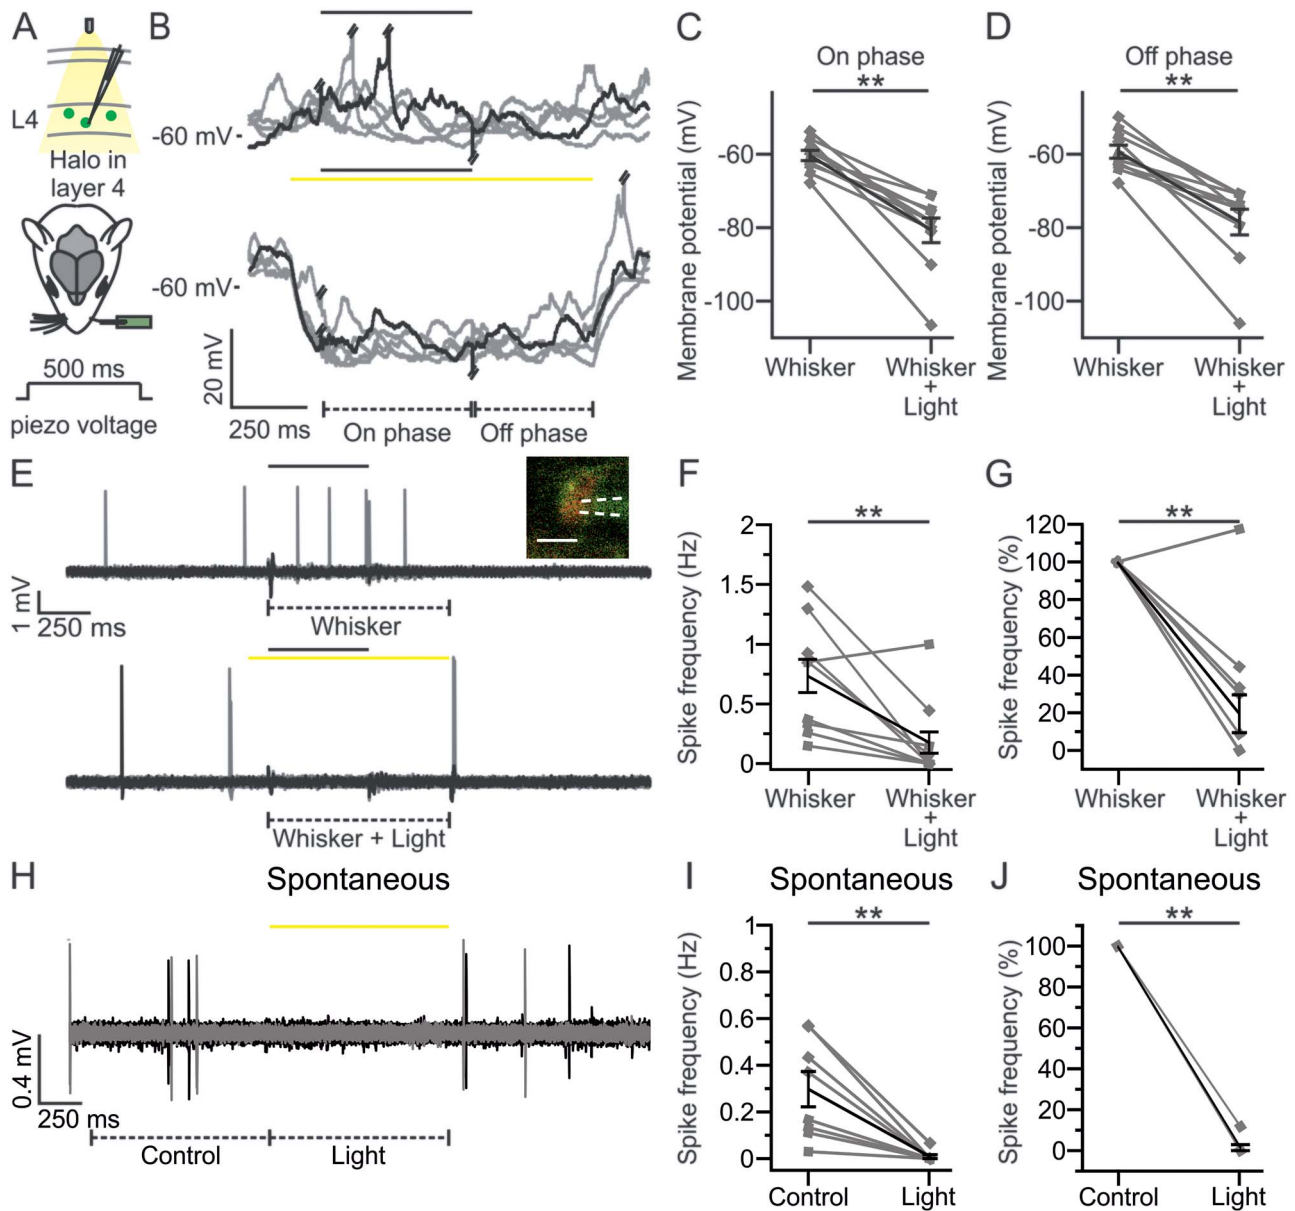 A
L4
Halo in
layer 4
500 ms
piezo voltage
B
-60 mV
-60 mV
20 mV
250 ms
On phase
Off phase
C
On phase
**
Membrane potential (mV)
-60
-80
-100
Whisker
Whisker
+
Light
D
Off phase
**
Membrane potential (mV)
-60
-80
-100
Whisker
Whisker
+
Light
E
1 mV
250 ms
Whisker
Whisker + Light
F
**
Spike frequency (Hz)
2
1.5
1
0.5
0
Whisker
Whisker
+
Light
G
**
Spike frequency (%)
120
100
80
60
40
20
0
Whisker
Whisker
+
Light
H
Spontaneous
0.4 mV
250 ms
Control
Light
I
Spontaneous
**
Spike frequency (Hz)
1
0.8
0.6
0.4
0.2
0
Control
Light
J
Spontaneous
**
Spike frequency (%)
100
80
60
40
20
0
Control
Light